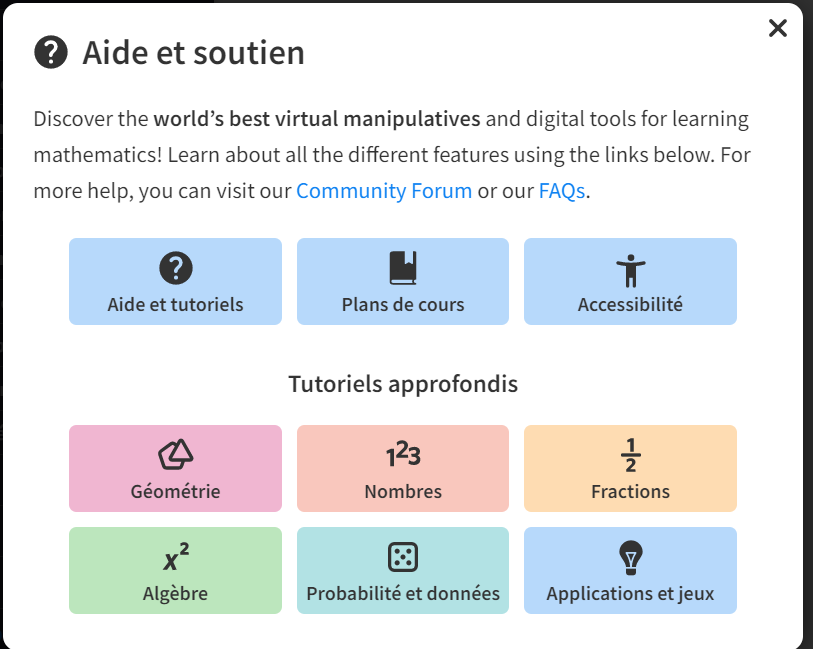 Aide et soutien
Discover the world’s best virtual manipulatives and digital tools for learning
mathematics! Learn about all the different features using the links below. For
more help, you can visit our Community Forum or our FAQs.
Aide et tutoriels
Plans de cours
Accessibilité
Tutoriels approfondis
123
Géométrie
Nombres
1/2
Fractions
x²
Algèbre
Probabilité et données
Applications et jeux